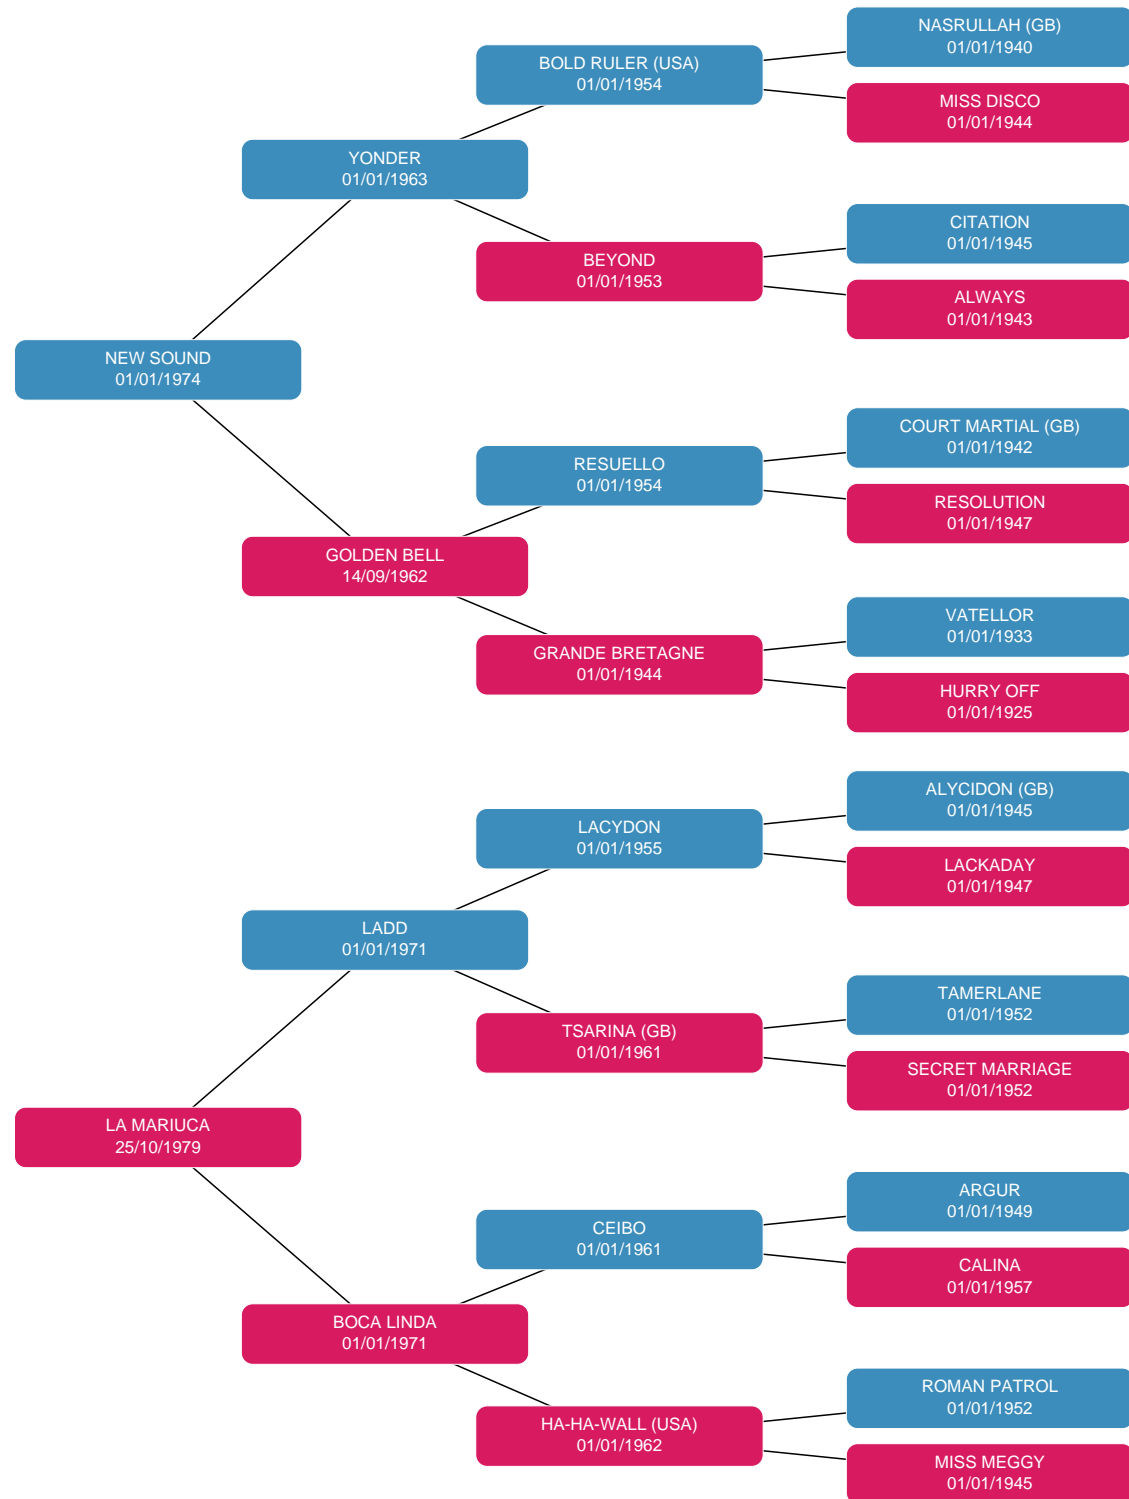 NASRULLAH (GB)
01/01/1940
BOLD RULER (USA)
01/01/1954
MISS DISCO
01/01/1944
YONDER
01/01/1963
CITATION
01/01/1945
BEYOND
01/01/1953
ALWAYS
01/01/1943
NEW SOUND
01/01/1974
COURT MARTIAL (GB)
01/01/1942
RESUELLO
01/01/1954
RESOLUTION
01/01/1947
GOLDEN BELL
14/09/1962
VATELLOR
01/01/1933
GRANDE BRETAGNE
01/01/1944
HURRY OFF
01/01/1925
ALYCIDON (GB)
01/01/1945
LACYDON
01/01/1955
LACKADAY
01/01/1947
LADD
01/01/1971
TAMERLANE
01/01/1952
TSARINA (GB)
01/01/1961
SECRET MARRIAGE
01/01/1952
LA MARIUCA
25/10/1979
ARGUR
01/01/1949
CEIBO
01/01/1961
CALINA
01/01/1957
BOCA LINDA
01/01/1971
ROMAN PATROL
01/01/1952
HA-HA-WALL (USA)
01/01/1962
MISS MEGGY
01/01/1945